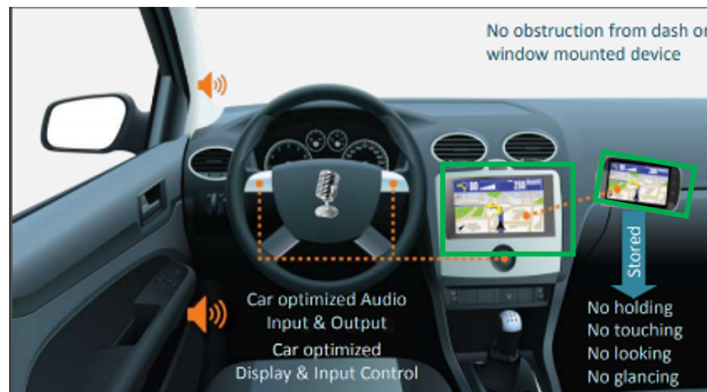 No obstruction from dash or
window mounted device
Stored
Car optimized Audio
Input & Output
Car optimized
Display & Input Control
No holding
No touching
No looking
No glancing